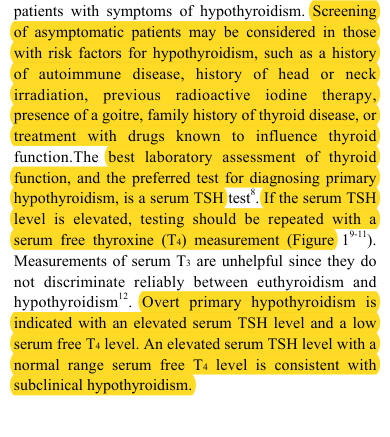 patients with symptoms of hypothyroidism. Screening
of asymptomatic patients may be considered in those
with risk factors for hypothyroidism, such as a history
of autoimmune disease, history of head or neck
irradiation, previous radioactive iodine therapy,
presence of a goitre, family history of thyroid disease, or
treatment with drugs known to influence thyroid
function.The best laboratory assessment of thyroid
function, and the preferred test for diagnosing primary
hypothyroidism, is a serum TSH test⁸. If the serum TSH
level is elevated, testing should be repeated with a
serum free thyroxine (T₄) measurement (Figure 1⁹⁻¹¹).
Measurements of serum T₃ are unhelpful since they do
not discriminate reliably between euthyroidism and
hypothyroidism¹². Overt primary hypothyroidism is
indicated with an elevated serum TSH level and a low
serum free T₄ level. An elevated serum TSH level with a
normal range serum free T₄ level is consistent with
subclinical hypothyroidism.